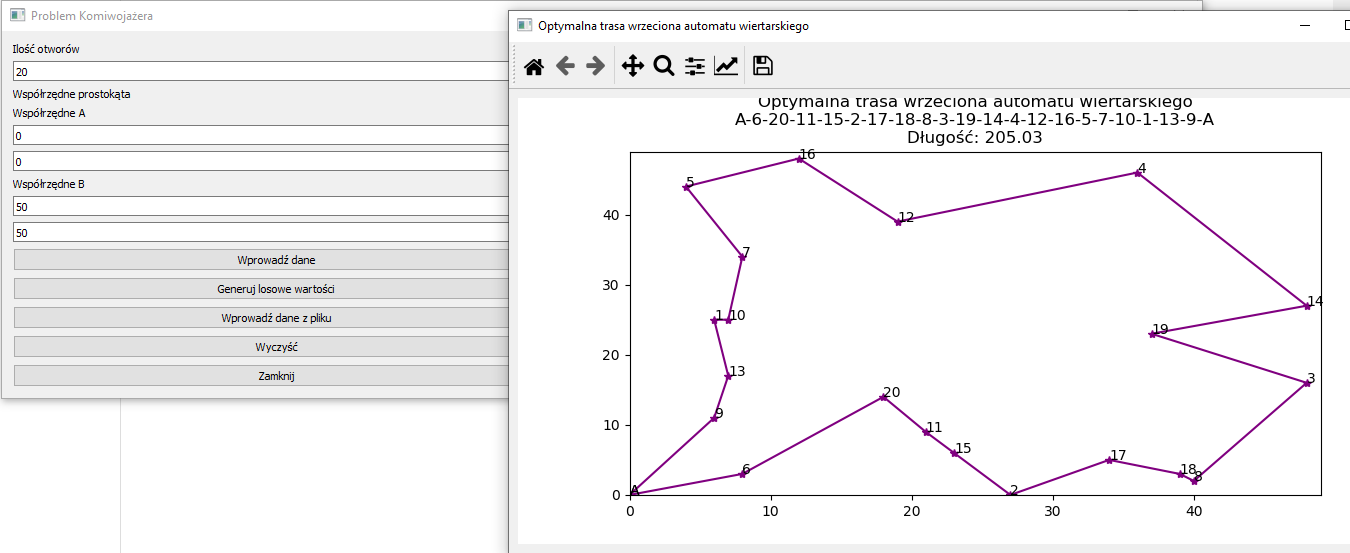 Problem Komiwojażera
Ilość otworów
20
Współrzędne prostokąta
Współrzędne A
0
0
Współrzędne B
50
50
Wprowadź dane
Generuj losowe wartości
Wprowadź dane z pliku
Wyczyść
Zamknij
Optymalna trasa wrzeciona automatu wiertarskiego
Optymalna trasa wrzeciona automatu wiertarskiego
A-6-20-11-15-2-17-18-8-3-19-14-4-12-16-5-7-10-1-13-9-A
Długość: 205.03
16
4
5
12
40
7
30
14
1
10
19
20
13
3
20
9
11
10
15
17
6
18
8
A
2
0
0
10
20
30
40